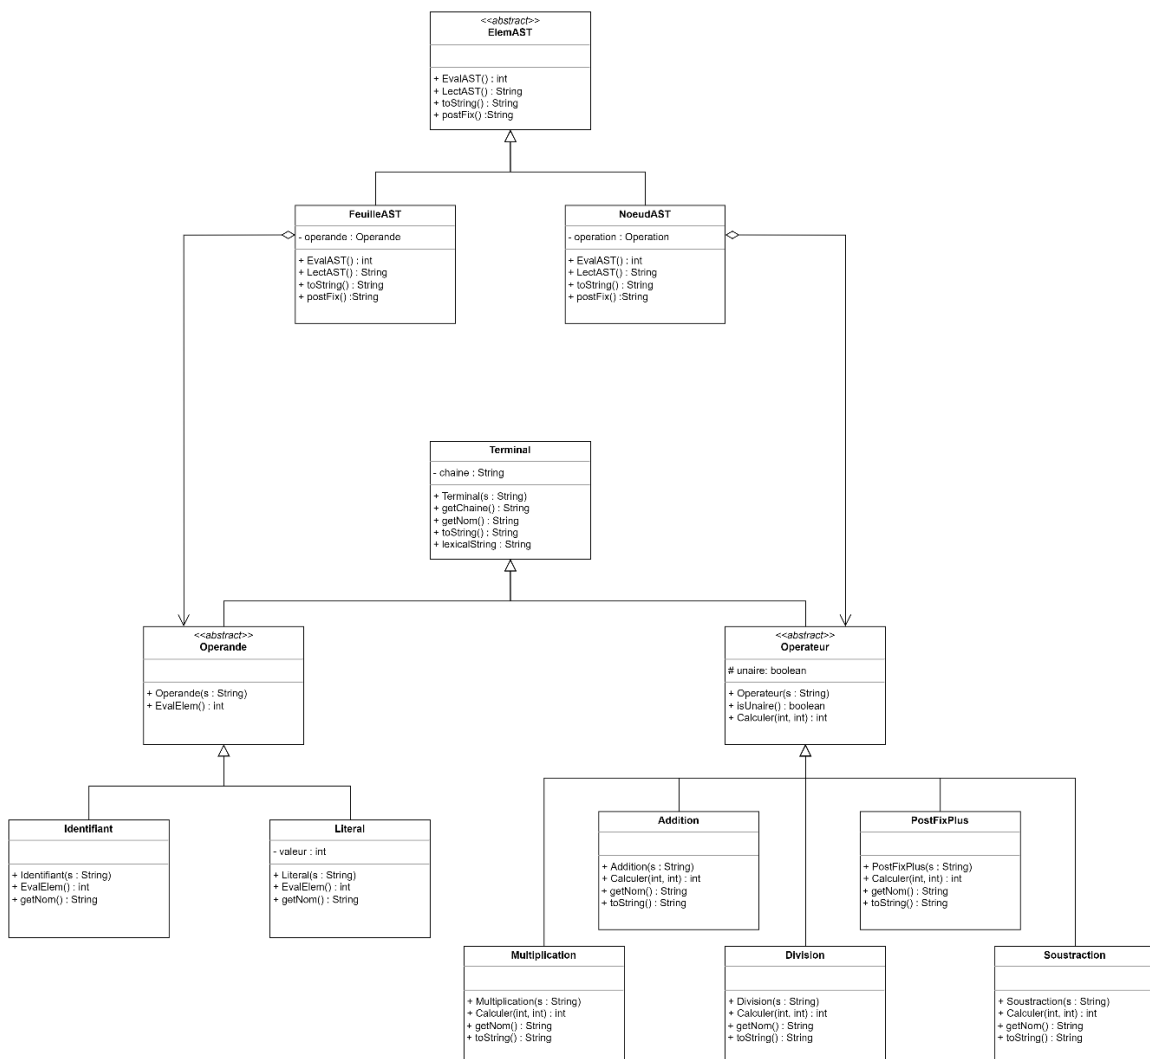 <<abstract>>
ElemAST
+ EvalAST() : int
+ LectAST() : String
+ toString() : String
+ postFix() :String
FeuilleAST
- operande : Operande
+ EvalAST() : int
+ LectAST() : String
+ toString() : String
+ postFix() :String
NoeudAST
- operation : Operation
+ EvalAST() : int
+ LectAST() : String
+ toString() : String
+ postFix() :String
Terminal
- chaine : String
+ Terminal(s : String)
+ getChaine() : String
+ getNom() : String
+ toString() : String
+ lexicalString : String
<<abstract>>
Operande
+ Operande(s : String)
+ EvalElem() : int
<<abstract>>
Operateur
# unaire: boolean
+ Operateur(s : String)
+ isUnaire() : boolean
+ Calculer(int, int) : int
Identifiant
+ Identifiant(s : String)
+ EvalElem() : int
+ getNom() : String
Literal
- valeur : int
+ Literal(s : String)
+ EvalElem() : int
+ getNom() : String
Addition
+ Addition(s : String)
+ Calculer(int, int) : int
+ getNom() : String
+ toString() : String
PostFixPlus
+ PostFixPlus(s : String)
+ Calculer(int, int) : int
+ getNom() : String
+ toString() : String
Multiplication
+ Multiplication(s : String)
+ Calculer(int, int) : int
+ getNom() : String
+ toString() : String
Division
+ Division(s : String)
+ Calculer(int, int) : int
+ getNom() : String
+ toString() : String
Soustraction
+ Soustraction(s : String)
+ Calculer(int, int) : int
+ getNom() : String
+ toString() : String